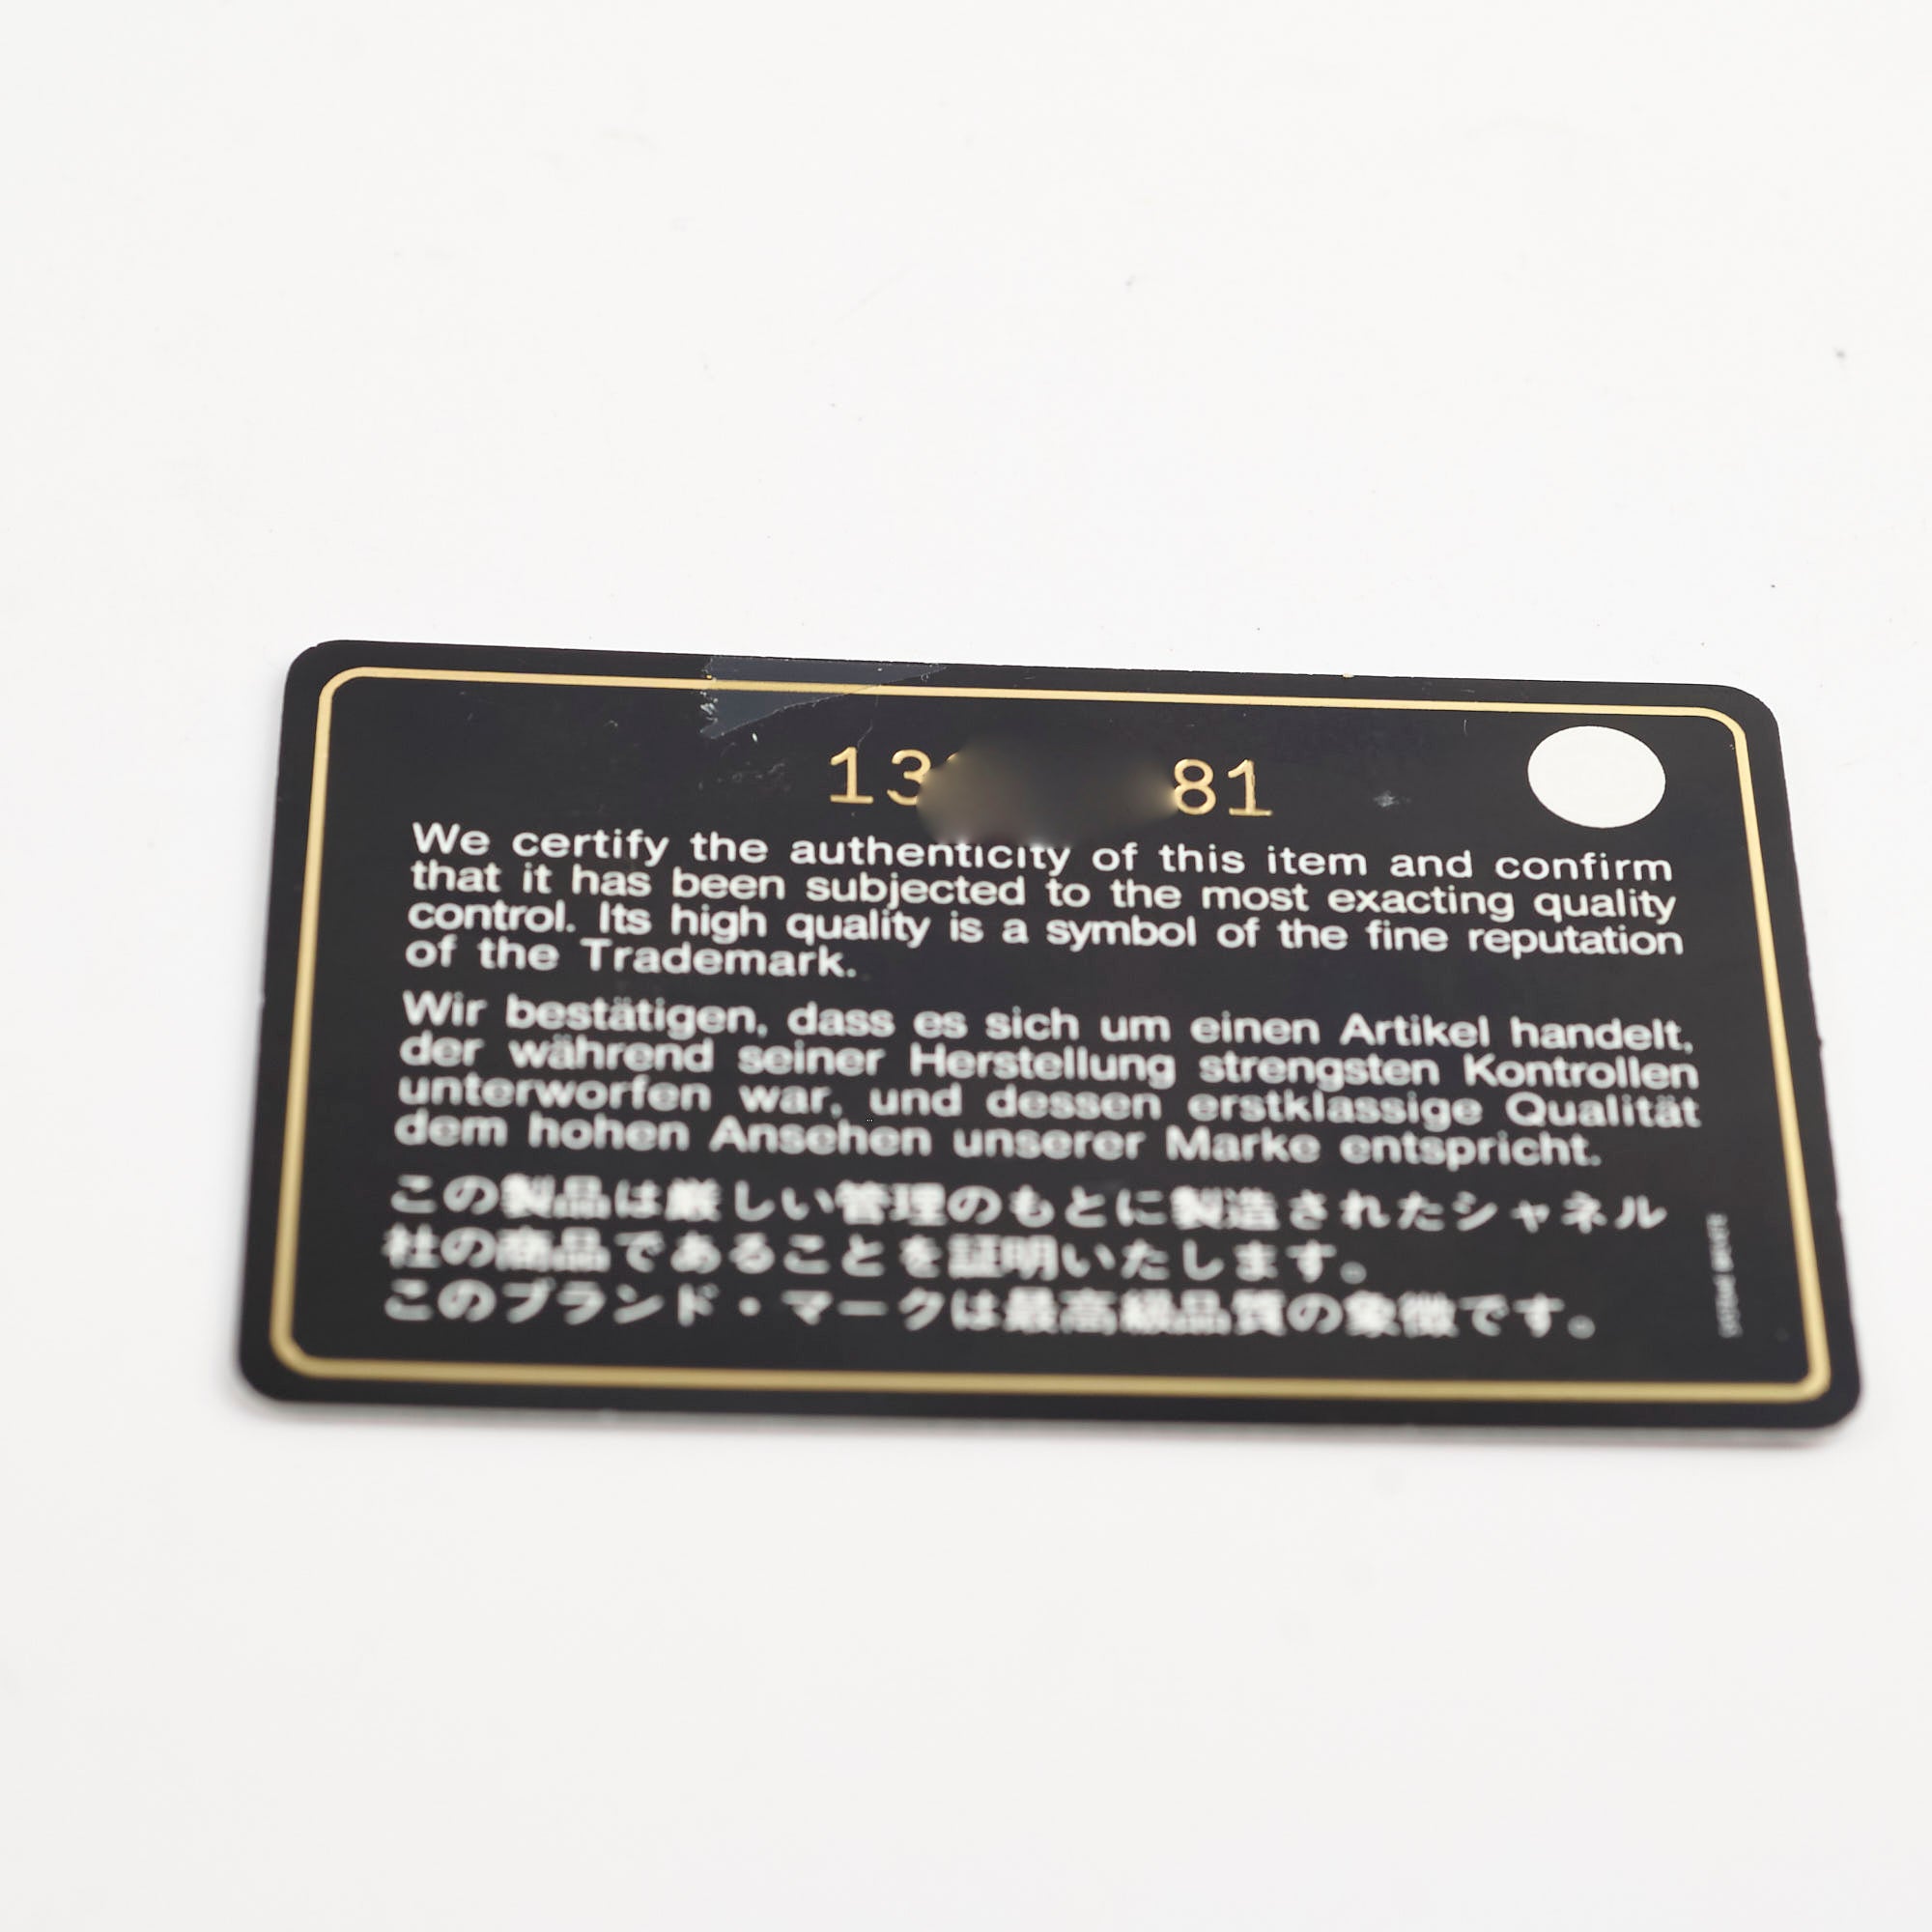 13 81
We certify the authenticity of this item and confirm
that it has been subjected to the most exacting quality
control. Its high quality is a symbol of the fine reputation
of the Trademark.
Wir bestätigen, dass es sich um einen Artikel handelt,
der während seiner Herstellung strengsten Kontrollen
unterworfen war, und dessen erstklassige Qualität
dem hohen Ansehen unserer Marke entspricht.
この製品は厳しい管理のもとに製造されたシャネル
社の商品であることを証明いたします。
このブランド・マークは最高級品質の象徴です。